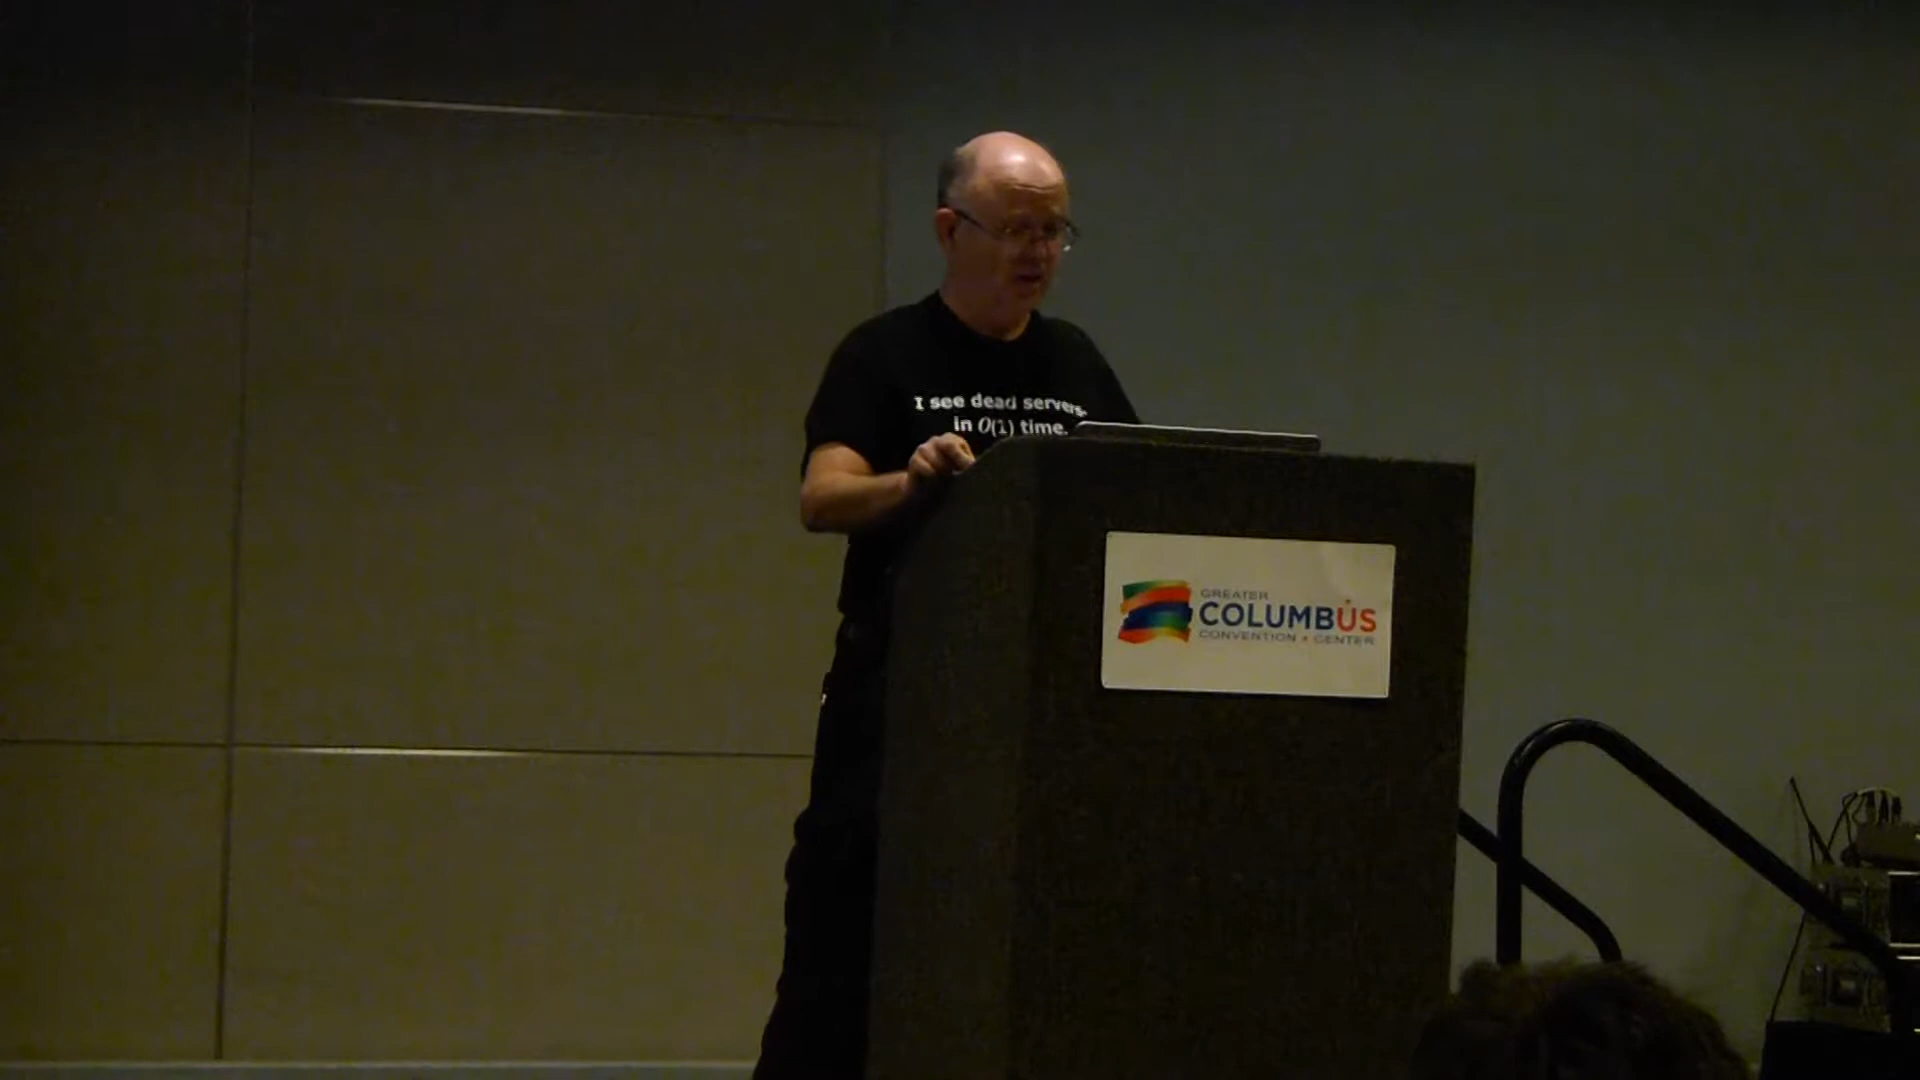 I see dead servers-
in O(1) time.
GREATER
COLUMBUS
CONVENTION ★ CENTER